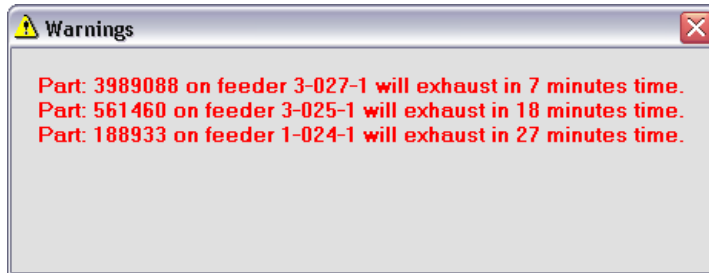 Warnings
Part: 3989088 on feeder 3-027-1 will exhaust in 7 minutes time.
Part: 561460 on feeder 3-025-1 will exhaust in 18 minutes time.
Part: 188933 on feeder 1-024-1 will exhaust in 27 minutes time.